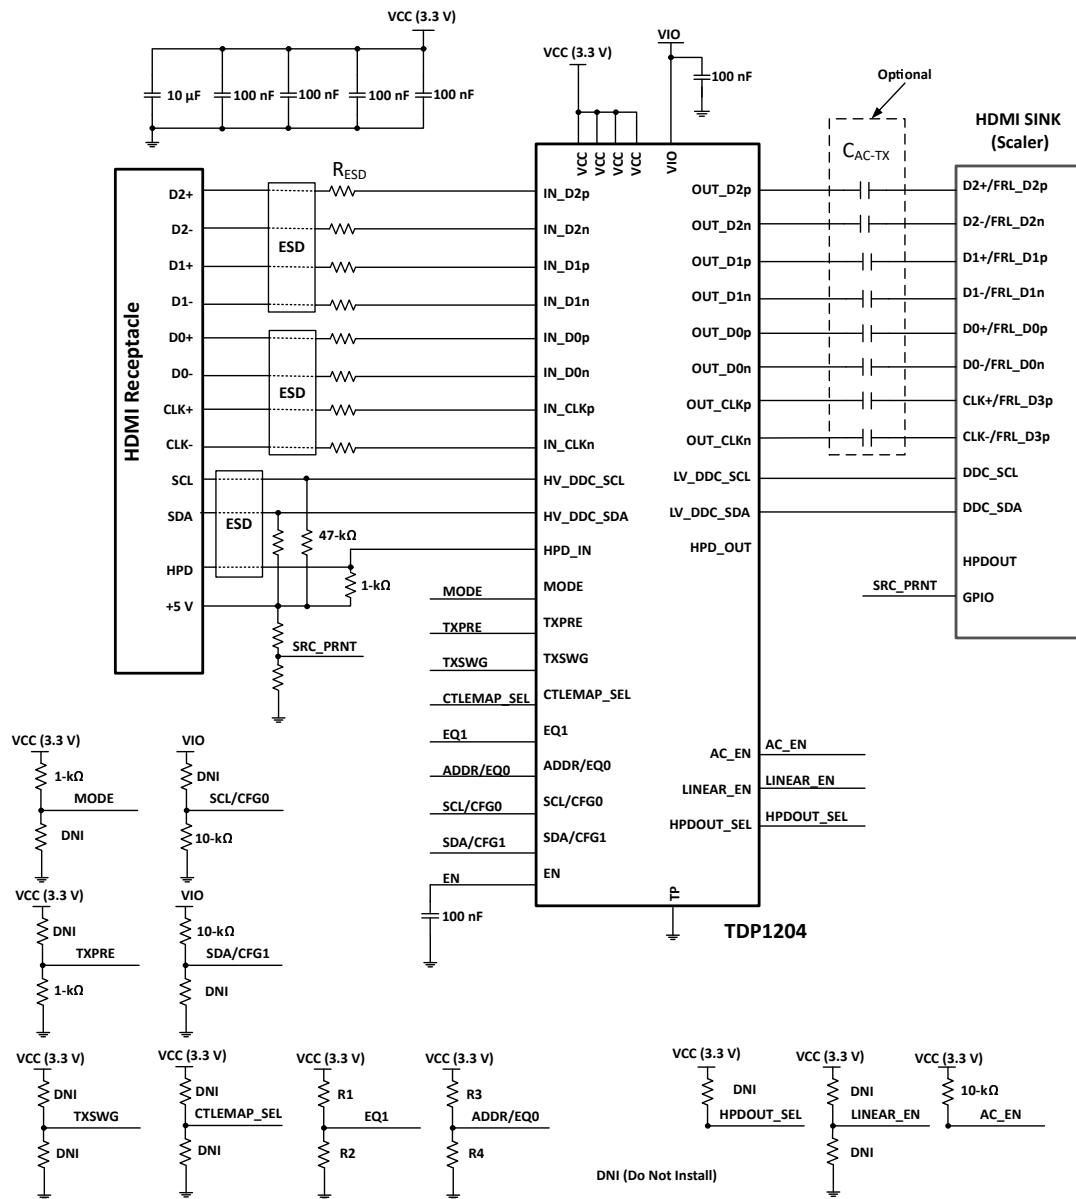 VCC (3.3 V)
10 µF
100 nF
100 nF
100 nF
100 nF
VCC (3.3 V)
VIO
100 nF
Optional
HDMI SINK
(Scaler)
C_AC-TX
HDMI Receptacle
D2+
D2-
D1+
D1-
D0+
D0-
CLK+
CLK-
SCL
SDA
HPD
+5 V
ESD
ESD
ESD
R_ESD
47-kΩ
1-kΩ
SRC_PRNT
VCC
VCC
VCC
VCC
VIO
IN_D2p
IN_D2n
IN_D1p
IN_D1n
IN_D0p
IN_D0n
IN_CLKp
IN_CLKn
HV_DDC_SCL
HV_DDC_SDA
HPD_IN
MODE
MODE
TXPRE
TXPRE
TXSWG
TXSWG
CTLEMAP_SEL
CTLEMAP_SEL
EQ1
EQ1
ADDR/EQ0
ADDR/EQ0
SCL/CFG0
SCL/CFG0
SDA/CFG1
SDA/CFG1
EN
EN
100 nF
OUT_D2p
OUT_D2n
OUT_D1p
OUT_D1n
OUT_D0p
OUT_D0n
OUT_CLKp
OUT_CLKn
LV_DDC_SCL
LV_DDC_SDA
HPD_OUT
AC_EN
AC_EN
LINEAR_EN
LINEAR_EN
HPDOUT_SEL
HPDOUT_SEL
TP
TDP1204
D2+/FRL_D2p
D2-/FRL_D2n
D1+/FRL_D1p
D1-/FRL_D1n
D0+/FRL_D0p
D0-/FRL_D0n
CLK+/FRL_D3p
CLK-/FRL_D3p
DDC_SCL
DDC_SDA
HPDOUT
SRC_PRNT
GPIO
VCC (3.3 V)
1-kΩ
MODE
DNI
VIO
DNI
SCL/CFG0
10-kΩ
VCC (3.3 V)
DNI
TXPRE
1-kΩ
VIO
10-kΩ
SDA/CFG1
DNI
VCC (3.3 V)
DNI
TXSWG
DNI
VCC (3.3 V)
DNI
CTLEMAP_SEL
DNI
VCC (3.3 V)
R1
EQ1
R2
VCC (3.3 V)
R3
ADDR/EQ0
R4
VCC (3.3 V)
DNI
HPDOUT_SEL
VCC (3.3 V)
DNI
LINEAR_EN
DNI
VCC (3.3 V)
10-kΩ
AC_EN
DNI (Do Not Install)